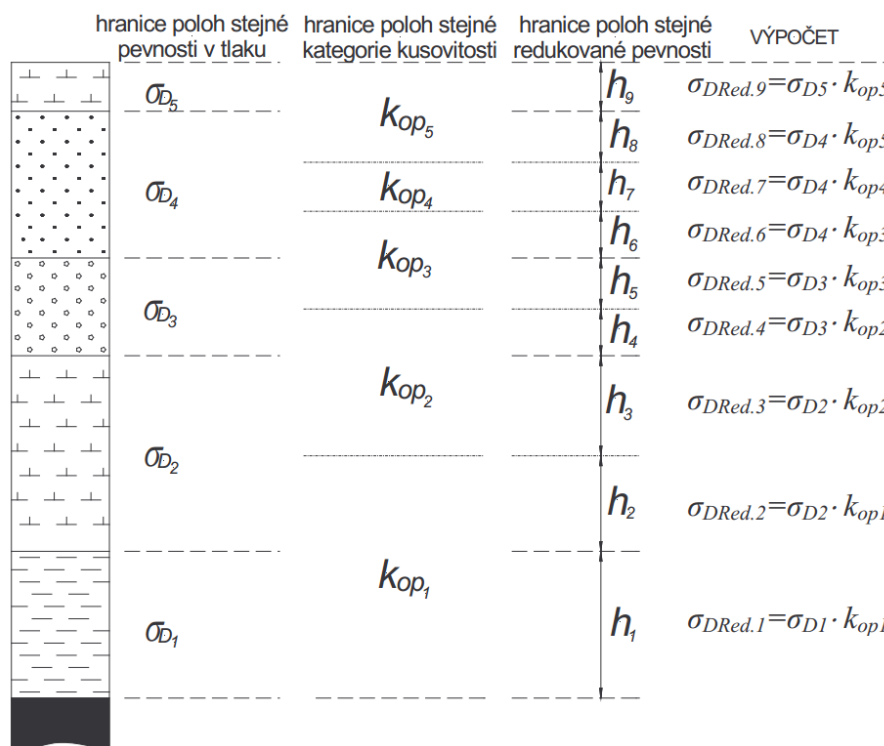 hranice poloh stejné pevnosti v tlaku
hranice poloh stejné kategorie kusovitosti
hranice poloh stejné redukované pevnosti
VÝPOČET
σD5
kop5
h9
σDRed.9=σD5· kop5
h8
σDRed.8=σD4· kop5
σD4
kop4
h7
σDRed.7=σD4· kop4
h6
σDRed.6=σD4· kop3
kop3
h5
σDRed.5=σD3· kop3
σD3
h4
σDRed.4=σD3· kop2
kop2
h3
σDRed.3=σD2· kop2
σD2
h2
σDRed.2=σD2· kop1
kop1
σD1
h1
σDRed.1=σD1· kop1